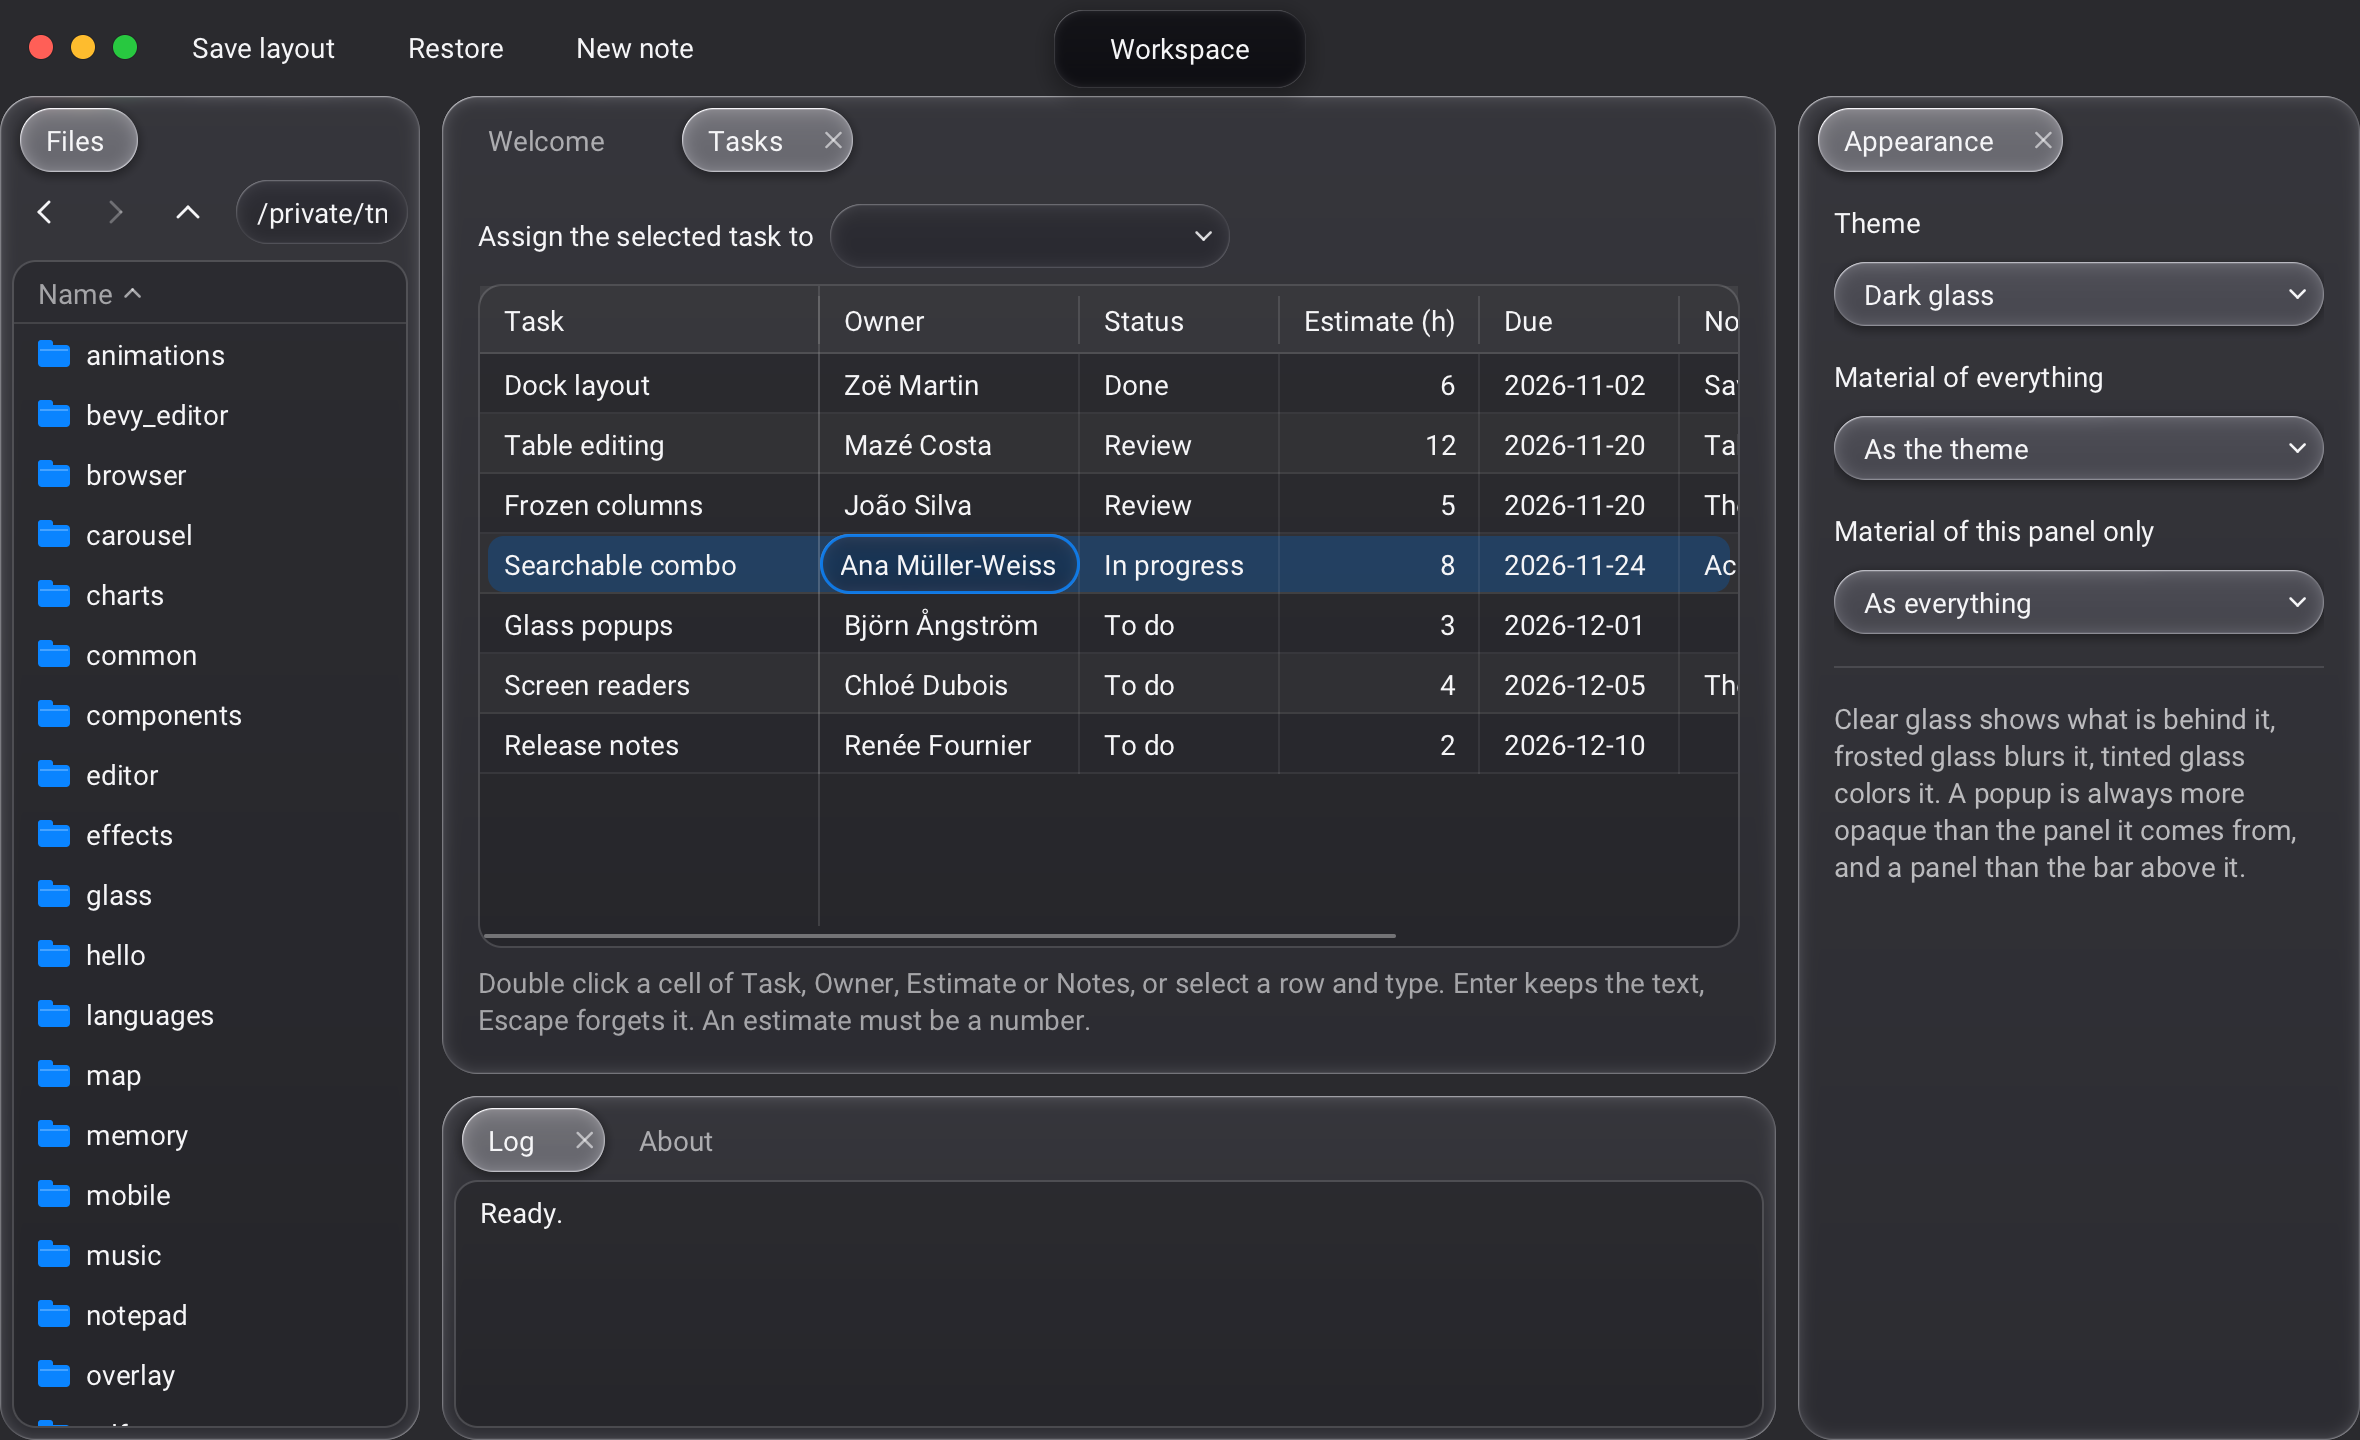 Save layout
Restore
New note
Workspace
Files
/private/tn
Name
animations
bevy_editor
browser
carousel
charts
common
components
editor
effects
glass
hello
languages
map
memory
mobile
music
notepad
overlay
Welcome
Tasks
Assign the selected task to
Task Owner Status Estimate (h) Due No
Dock layout Zoë Martin Done 6 2026-11-02 Sa
Table editing Mazé Costa Review 12 2026-11-20 Ta
Frozen columns João Silva Review 5 2026-11-20 The
Searchable combo Ana Müller-Weiss In progress 8 2026-11-24 Ac
Glass popups Björn Ångström To do 3 2026-12-01
Screen readers Chloé Dubois To do 4 2026-12-05 The
Release notes Renée Fournier To do 2 2026-12-10
Double click a cell of Task, Owner, Estimate or Notes, or select a row and type. Enter keeps the text,
Escape forgets it. An estimate must be a number.
Log
About
Ready.
Appearance
Theme
Dark glass
Material of everything
As the theme
Material of this panel only
As everything
Clear glass shows what is behind it,
frosted glass blurs it, tinted glass
colors it. A popup is always more
opaque than the panel it comes from,
and a panel than the bar above it.